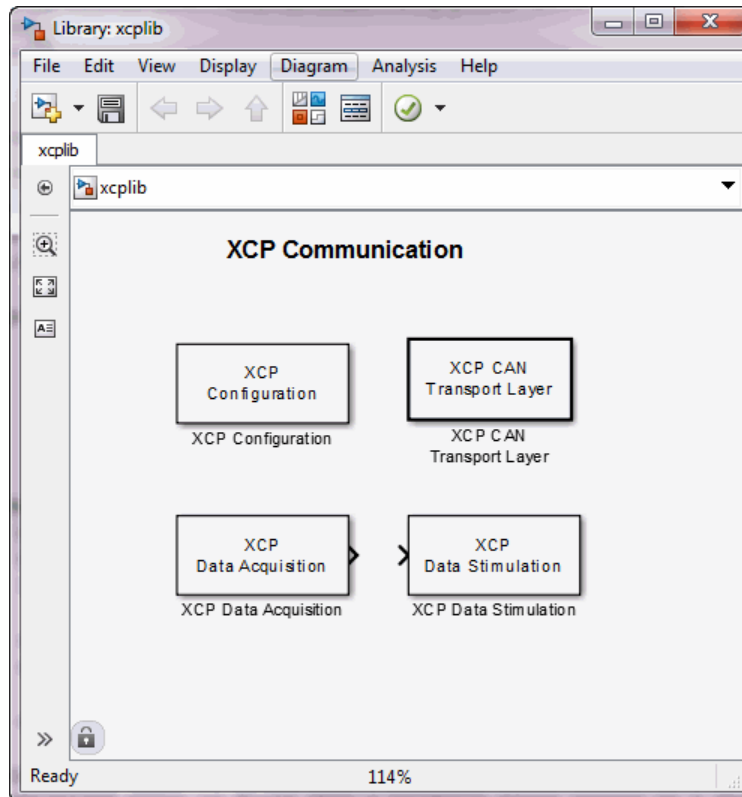 Library: xcplib
File Edit View Display Diagram Analysis Help
xcplib
xcplib
XCP Communication
XCP
Configuration
XCP Configuration
XCP CAN
Transport Layer
XCP CAN
Transport Layer
XCP
Data Acquisition
XCP Data Acquisition
XCP
Data Stimulation
XCP Data Stimulation
Ready 114%